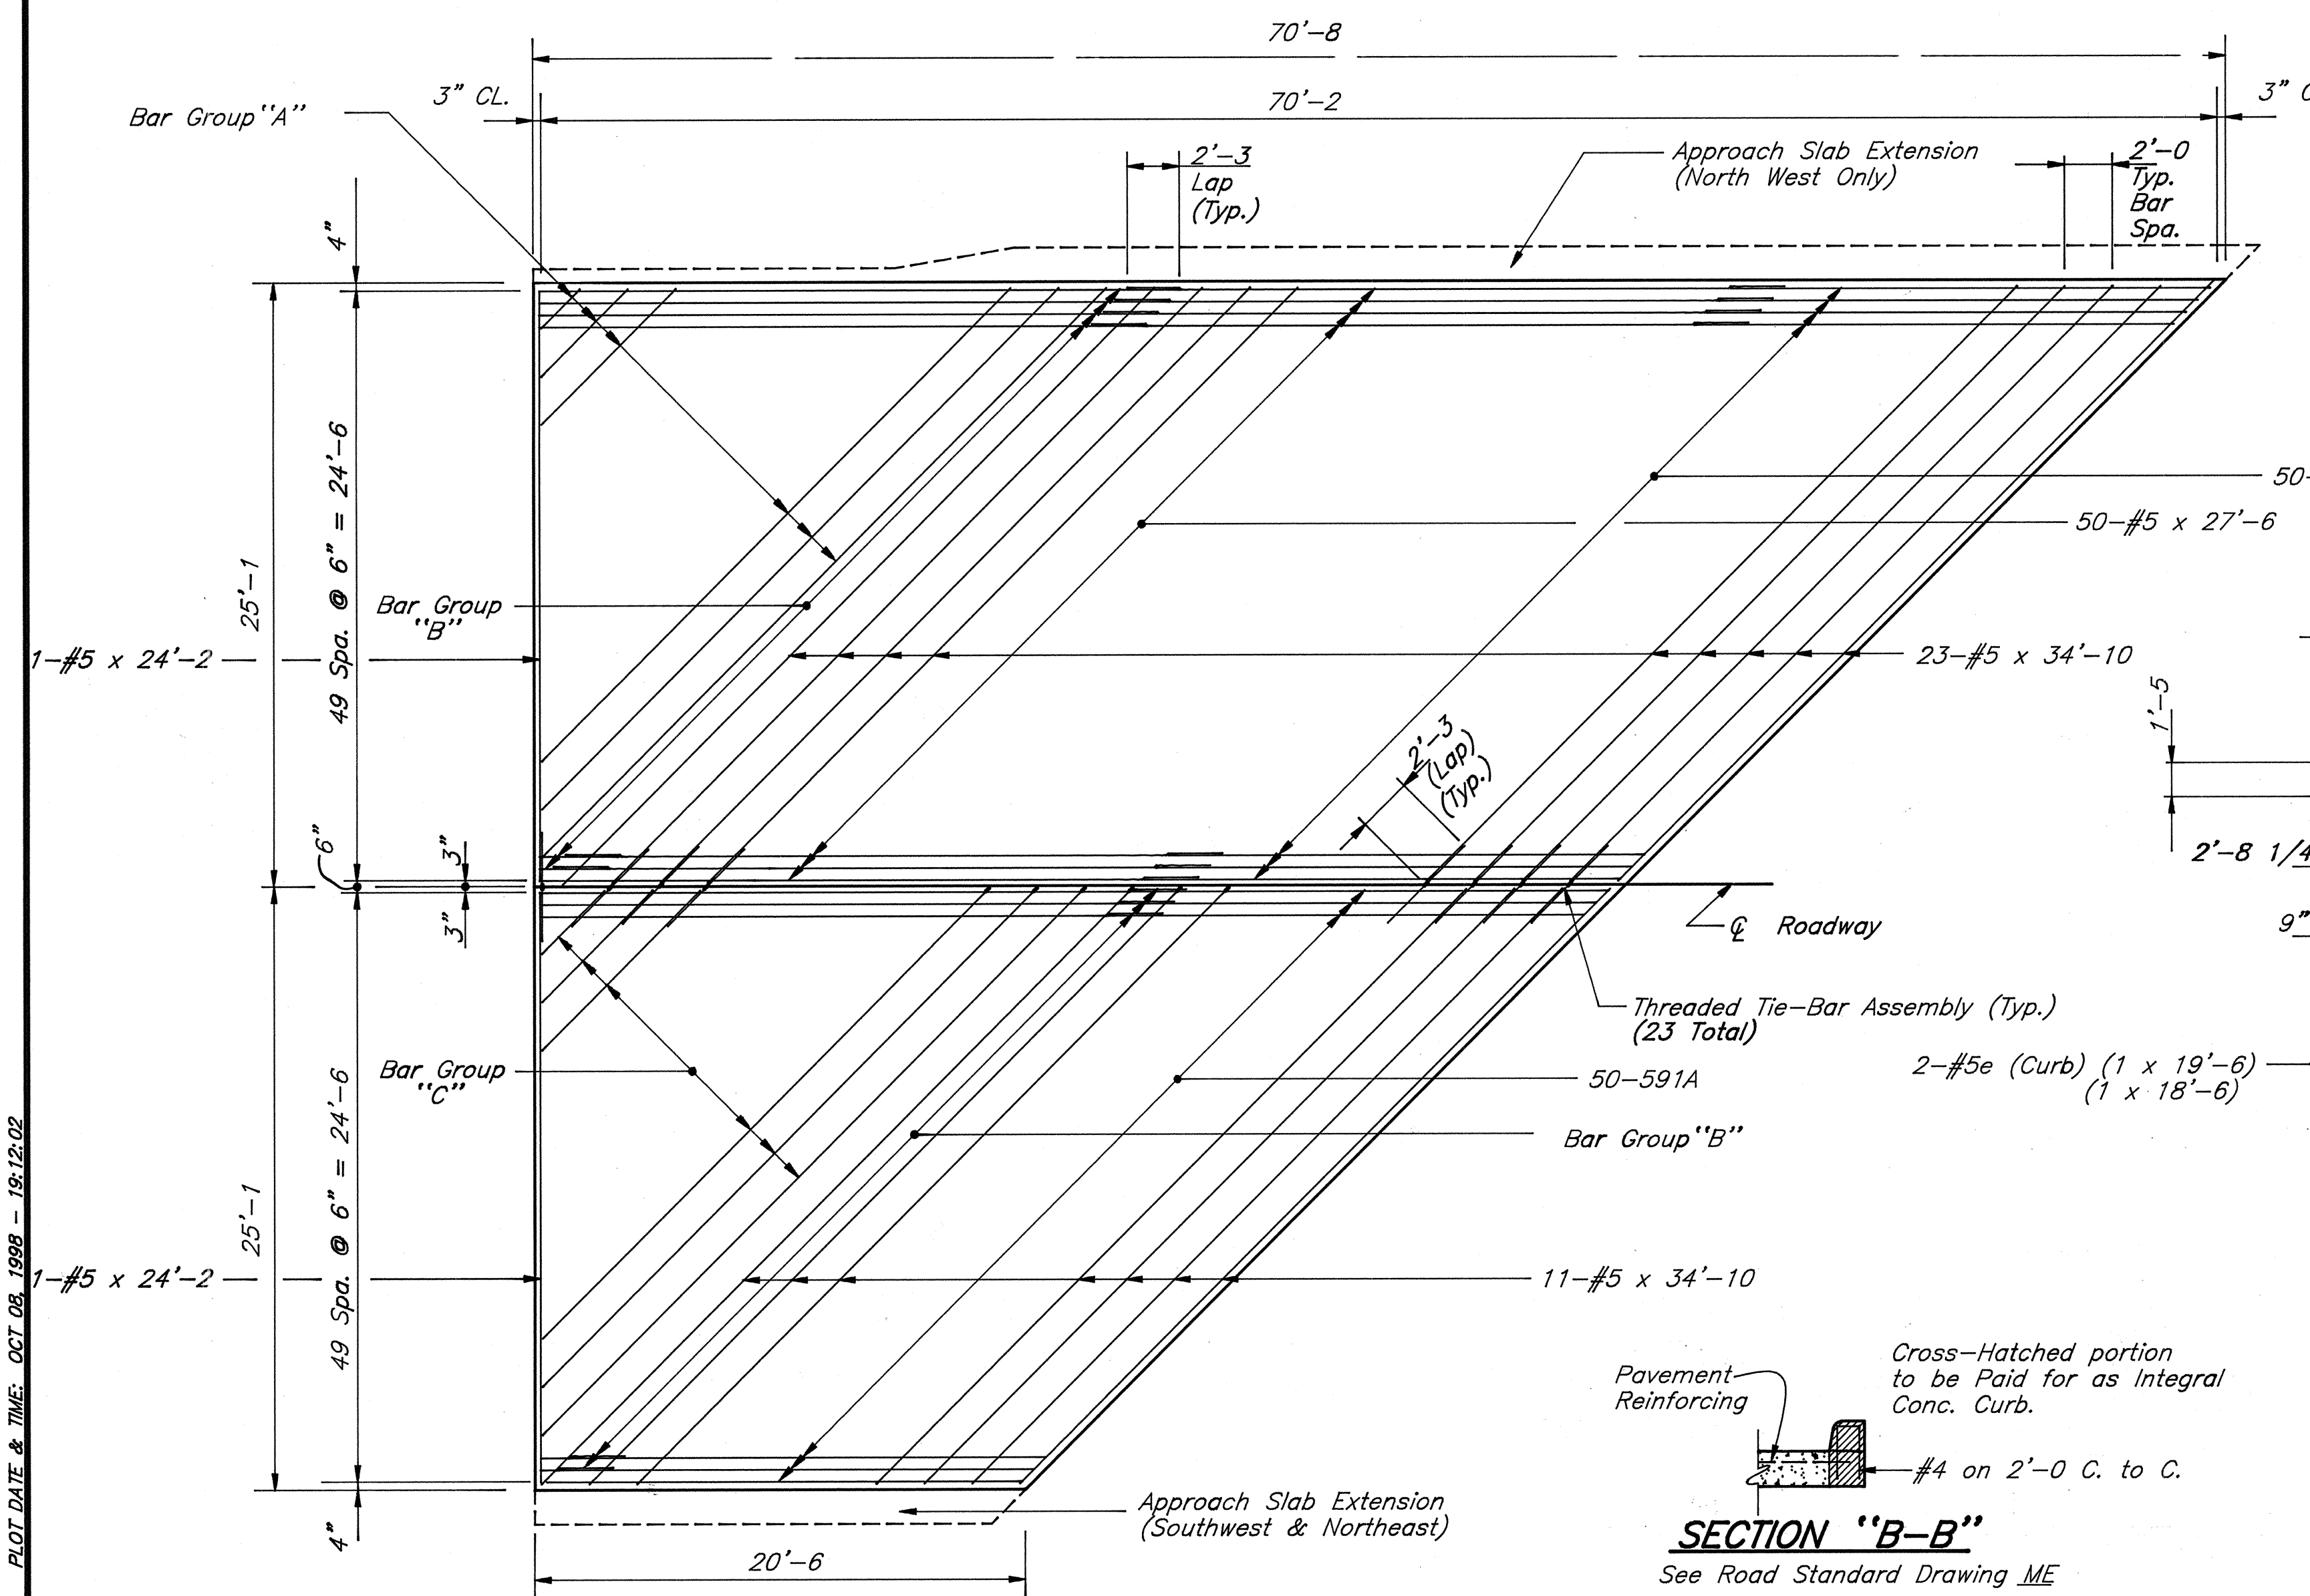 70'-8
3" CL.
70'-2
3" C
Bar Group "A"
2'-3
Lap
(Typ.)
Approach Slab Extension
(North West Only)
2'-0
Typ.
Bar
Spa.
4"
25'-1
49 Spa. @ 6" = 24'-6
50-
50-#5 x 27'-6
Bar Group
"B"
1-#5 x 24'-2
23-#5 x 34'-10
1'-5
2'-3
(Lap)
(Typ.)
6"
3"
3"
2'-8 1/4
9"
℄ Roadway
Threaded Tie-Bar Assembly (Typ.)
(23 Total)
Bar Group
"C"
50-591A
2-#5e (Curb) (1 x 19'-6)
(1 x 18'-6)
Bar Group "B"
25'-1
49 Spa. @ 6" = 24'-6
1-#5 x 24'-2
11-#5 x 34'-10
Pavement
Reinforcing
Cross-Hatched portion
to be Paid for as Integral
Conc. Curb.
#4 on 2'-0 C. to C.
4"
Approach Slab Extension
(Southwest & Northeast)
20'-6
SECTION "B-B"
See Road Standard Drawing ME
PLOT DATE & TIME: OCT 08, 1998 - 19:12:02